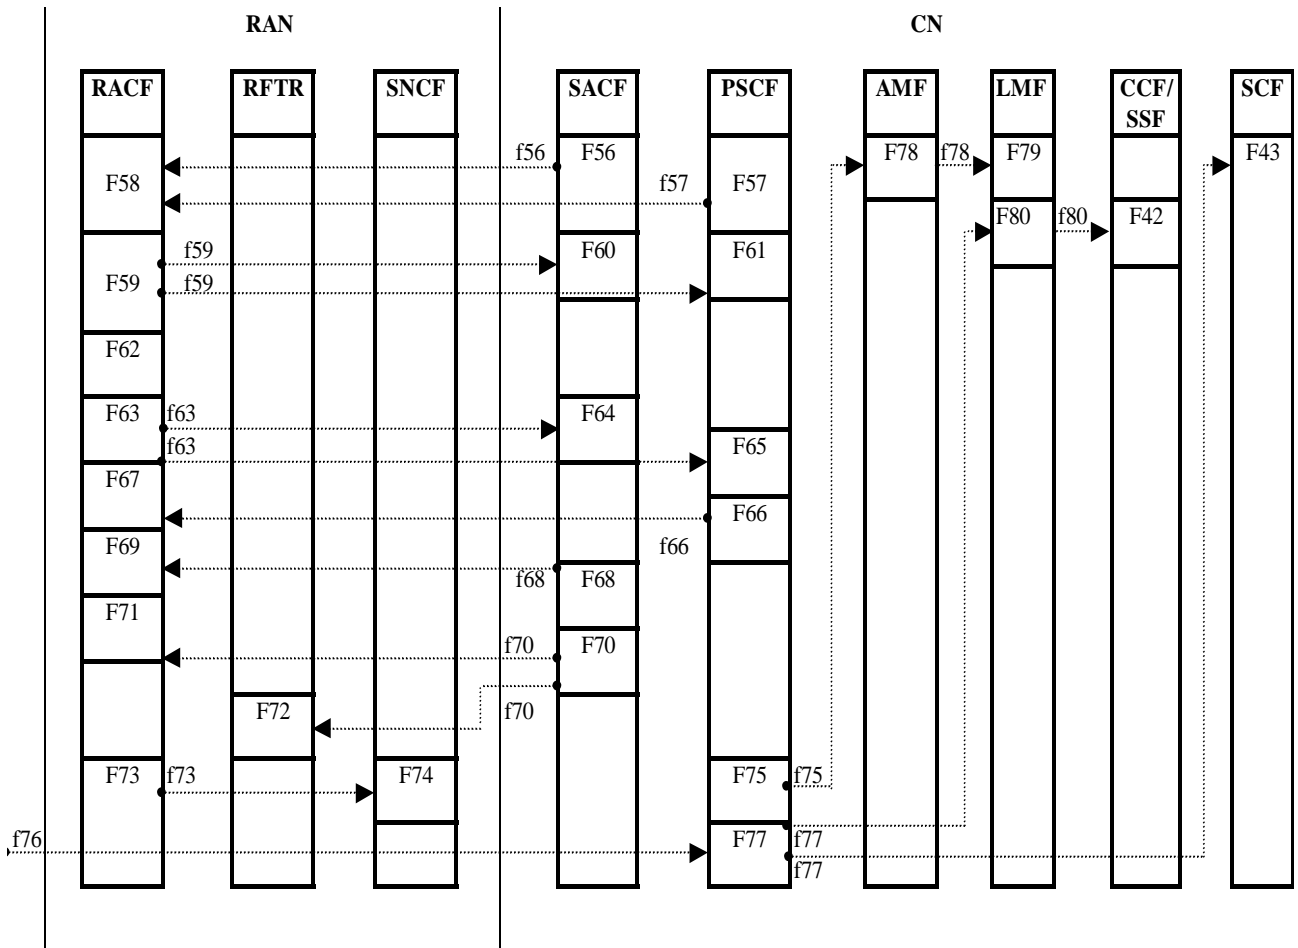 RAN CN
RACF RFTR SNCF SACF PSCF AMF LMF CCF/ SCF
SSF
f56 F56 F78 f78 F79 F43
F58 f57 F57
F80 f80 F42
f59 F60 F61
F59 f59
F62
F63 f63 F64
f63 F65
F67
F66
F69 f66
f68 F68
F71
f70 F70
F72 f70
F73 f73 F74 F75 f75
f76 F77 f77
f77